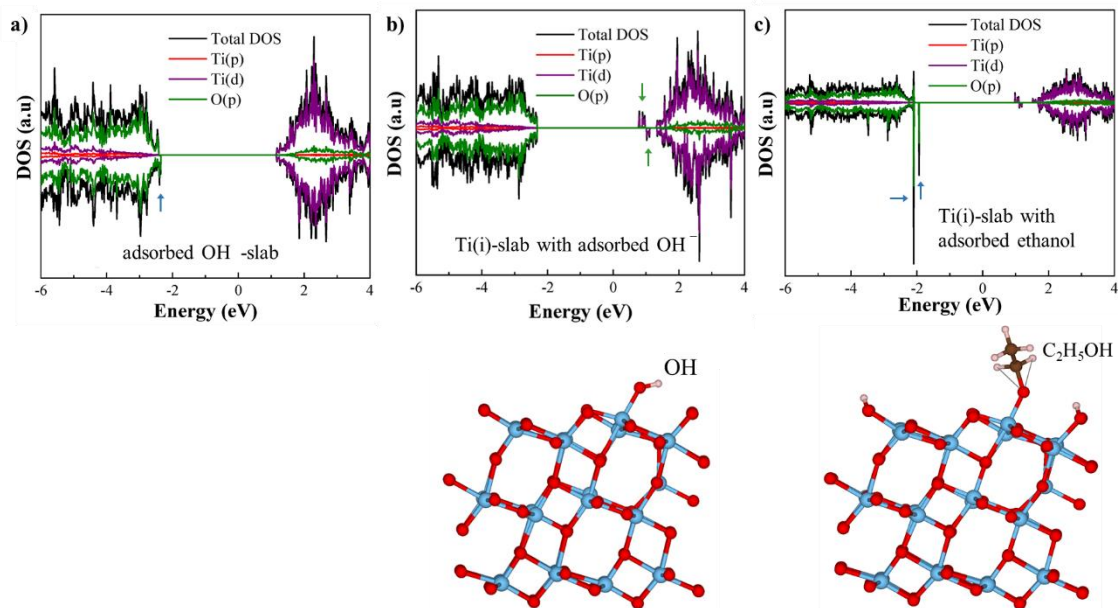 a)
Total DOS
Ti(p)
Ti(d)
O(p)
DOS (a.u)
adsorbed OH -slab
-6 -4 -2 0 2 4
Energy (eV)
b)
Total DOS
Ti(p)
Ti(d)
O(p)
DOS (a.u)
Ti(i)-slab with adsorbed OH⁻
-6 -4 -2 0 2 4
Energy (eV)
c)
Total DOS
Ti(p)
Ti(d)
O(p)
DOS (a.u)
Ti(i)-slab with
adsorbed ethanol
-6 -4 -2 0 2 4
Energy (eV)
OH
C₂H₅OH